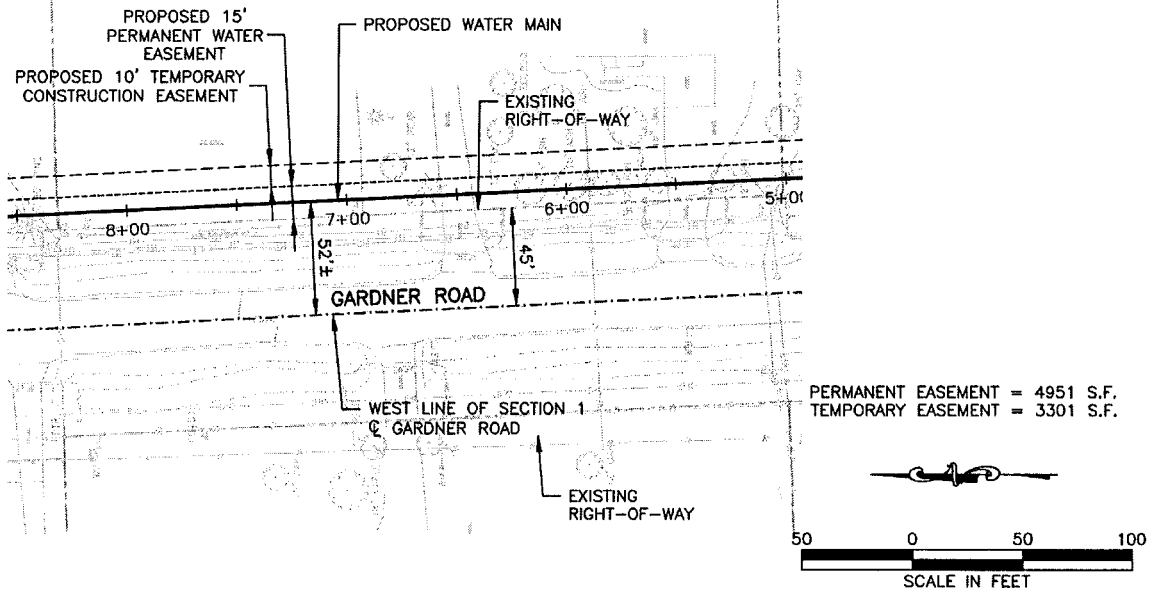 PROPOSED 15'
PERMANENT WATER
EASEMENT
PROPOSED 10' TEMPORARY
CONSTRUCTION EASEMENT
PROPOSED WATER MAIN
EXISTING
RIGHT-OF-WAY
8+00
7+00
6+00
5+00
52'±
45'
GARDNER ROAD
WEST LINE OF SECTION 1
℄ GARDNER ROAD
EXISTING
RIGHT-OF-WAY
PERMANENT EASEMENT = 4951 S.F.
TEMPORARY EASEMENT = 3301 S.F.
50 0 50 100
SCALE IN FEET